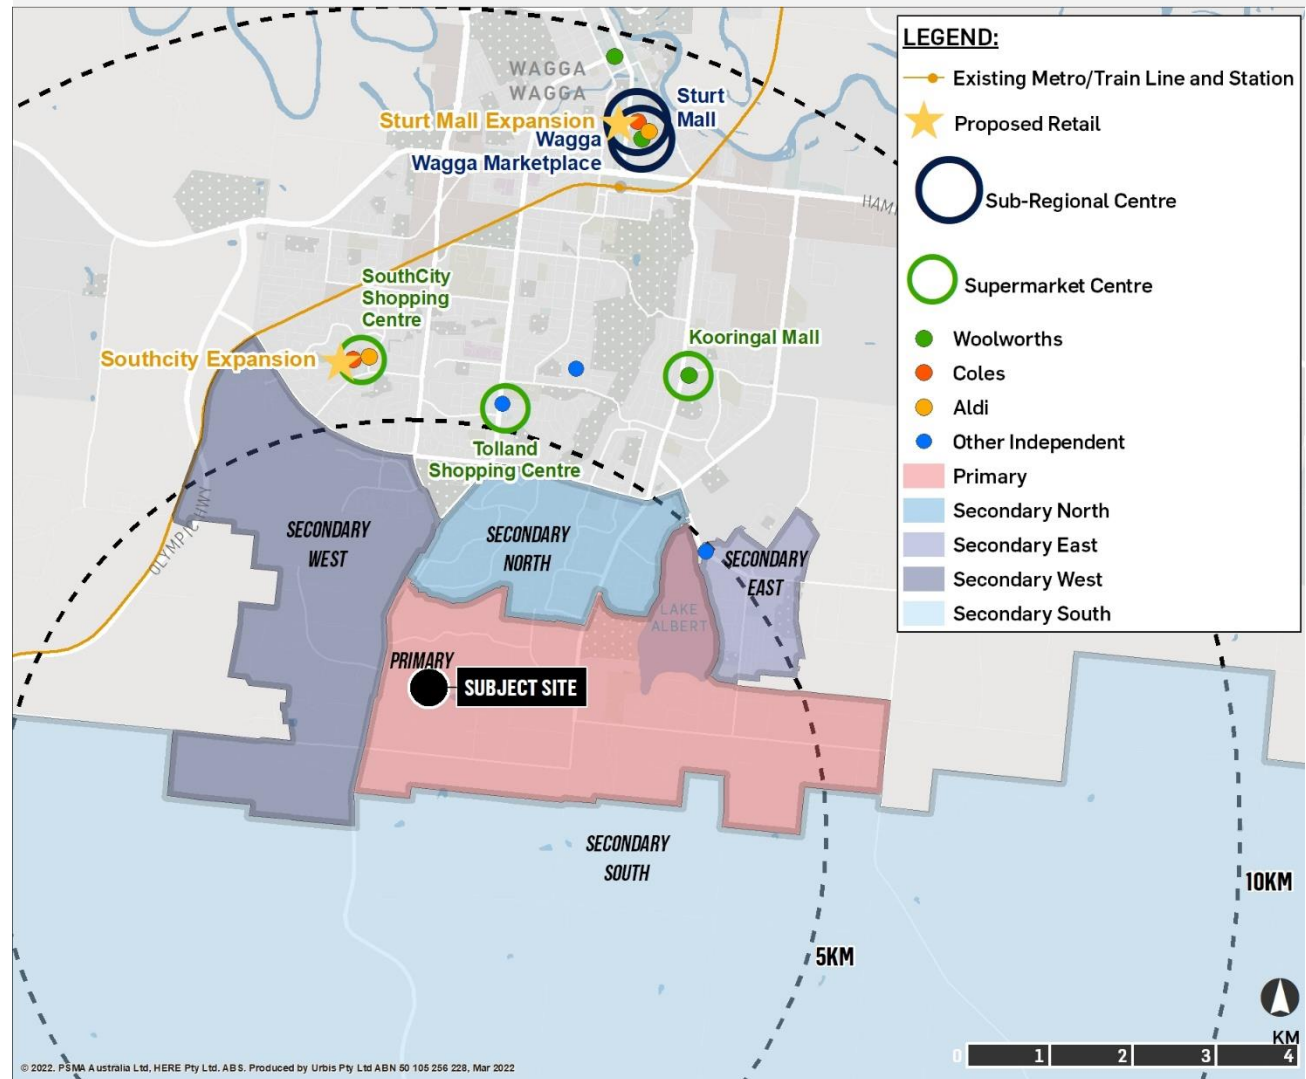 WAGGA
WAGGA
Sturt
Mall
Sturt Mall Expansion
Wagga
Wagga Marketplace
HAM
SouthCity
Shopping
Centre
Southcity Expansion
Kooringal Mall
Tolland
Shopping Centre
OLYMPIC HWY
SECONDARY
WEST
SECONDARY
NORTH
SECONDARY
EAST
LAKE
ALBERT
PRIMARY
SUBJECT SITE
SECONDARY
SOUTH
10KM
5KM
LEGEND:
Existing Metro/Train Line and Station
Proposed Retail
Sub-Regional Centre
Supermarket Centre
Woolworths
Coles
Aldi
Other Independent
Primary
Secondary North
Secondary East
Secondary West
Secondary South
KM
0 1 2 3 4
© 2022. PSMA Australia Ltd, HERE Pty Ltd. ABS. Produced by Urbis Pty Ltd ABN 50 105 256 228, Mar 2022